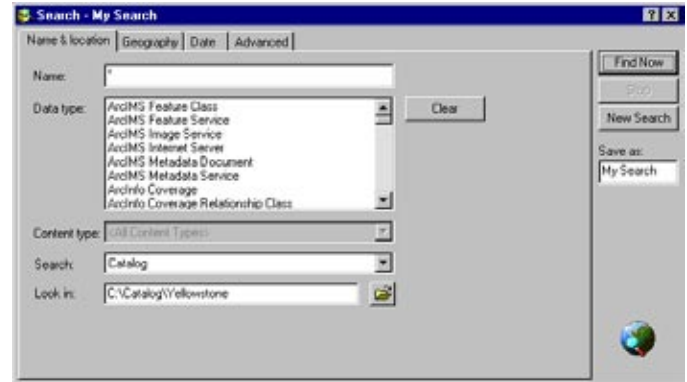 Search - My Search
Name & location
Geography
Date
Advanced
Name:
*
Data type:
ArcIMS Feature Class
ArcIMS Feature Service
ArcIMS Image Service
ArcIMS Internet Server
ArcIMS Metadata Document
ArcIMS Metadata Service
ArcInfo Coverage
ArcInfo Coverage Relationship Class
Clear
Content type:
<All Content Types>
Search:
Catalog
Look in:
C:\Catalog\Yellowstone
Find Now
Stop
New Search
Save as:
My Search